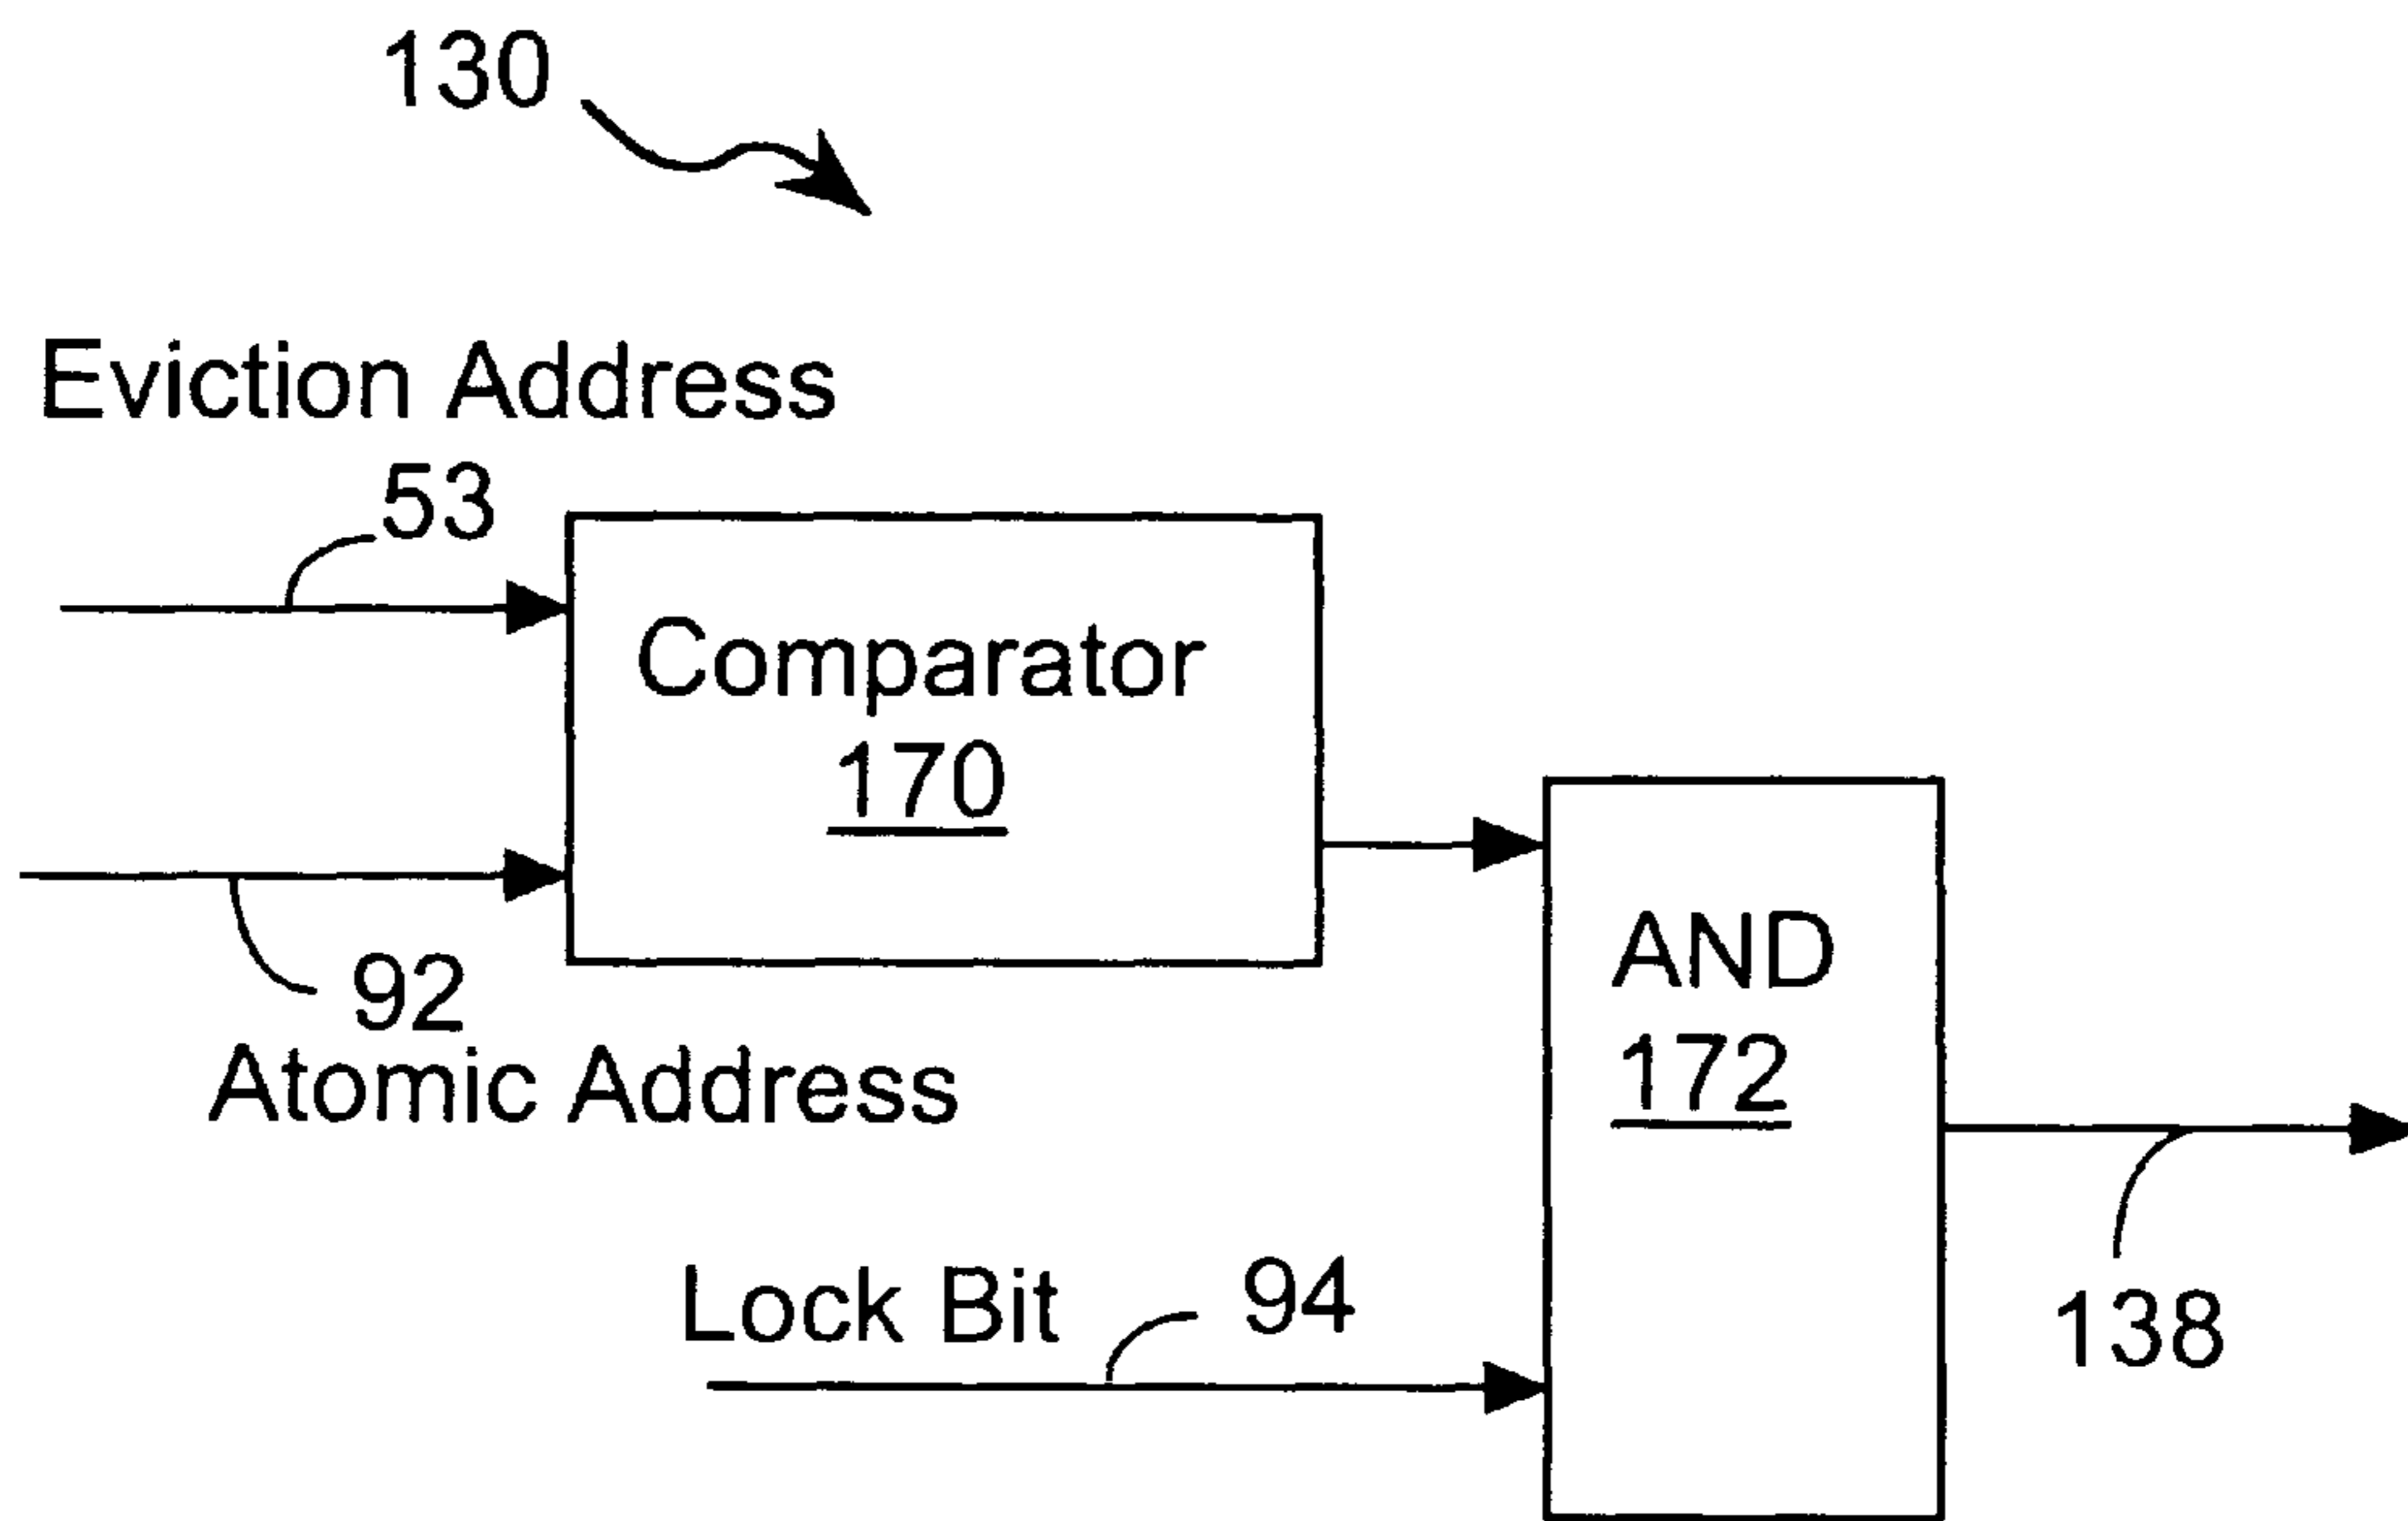 130
Eviction Address
53
Comparator
170
92
Atomic Address
AND
172
Lock Bit 94
138